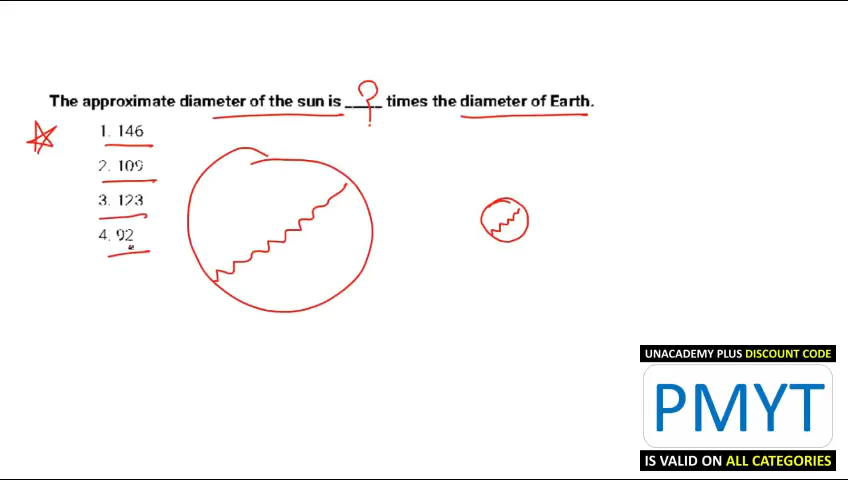 The approximate diameter of the sun is ____ times the diameter of Earth.
?
1. 146
2. 109
3. 123
4. 92
UNACADEMY PLUS DISCOUNT CODE
PMYT
IS VALID ON ALL CATEGORIES